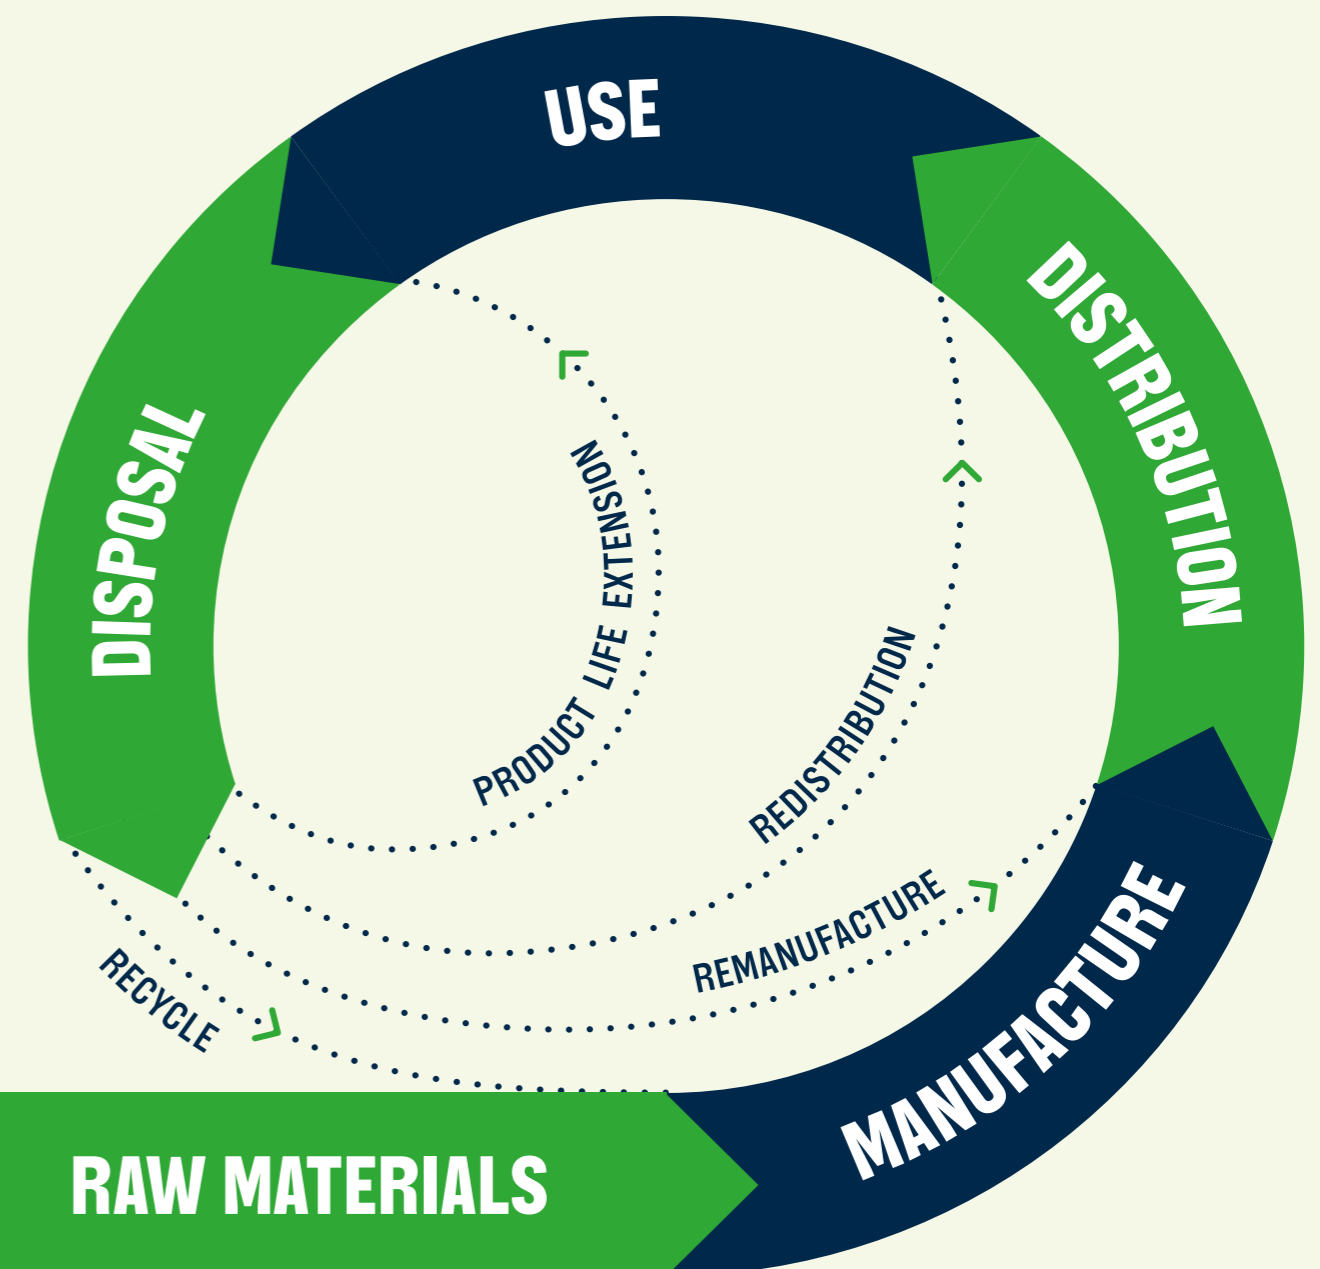 USE
DISTRIBUTION
DISPOSAL
PRODUCT LIFE EXTENSION
REDISTRIBUTION
REMANUFACTURE
RECYCLE
MANUFACTURE
RAW MATERIALS